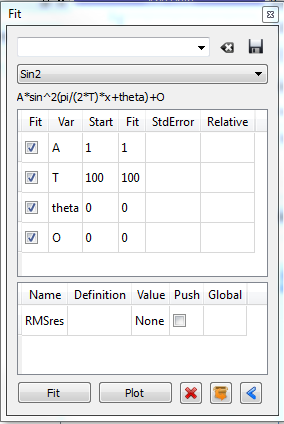 Fit
Sin2
A*sin^2(pi/(2*T)*x+theta)+O
Fit Var Start Fit StdError Relative
A 1 1
T 100 100
theta 0 0
O 0 0
Name Definition Value Push Global
RMSres None
Fit Plot